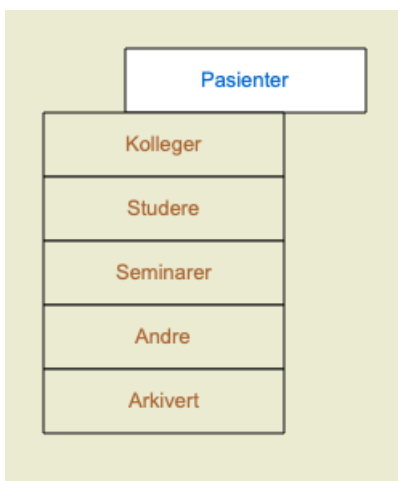 Pasienter
Kolleger
Studere
Seminarer
Andre
Arkivert